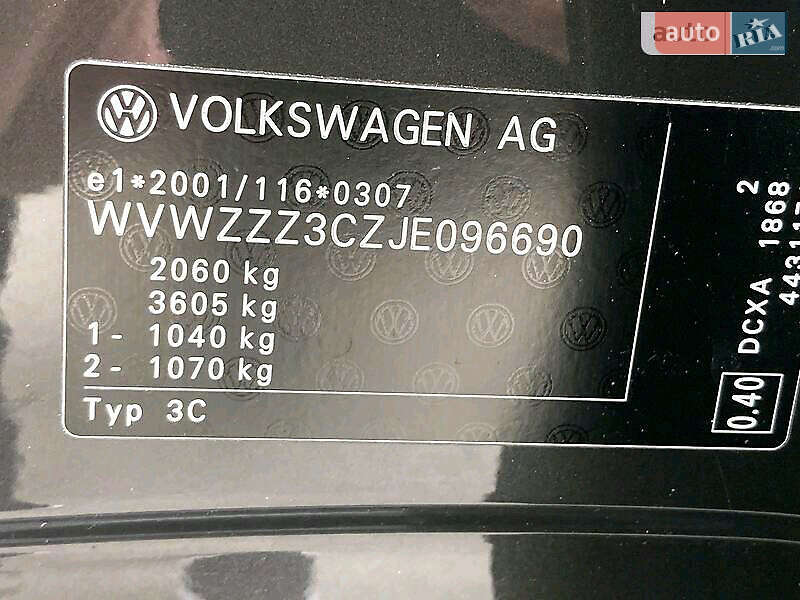 auto RIA
VOLKSWAGEN AG
e1*2001/116*0307
WVWZZZ3CZJE096690
2060 kg
3605 kg
1- 1040 kg
2- 1070 kg
Typ 3C
2
DCXA 1868
0.40